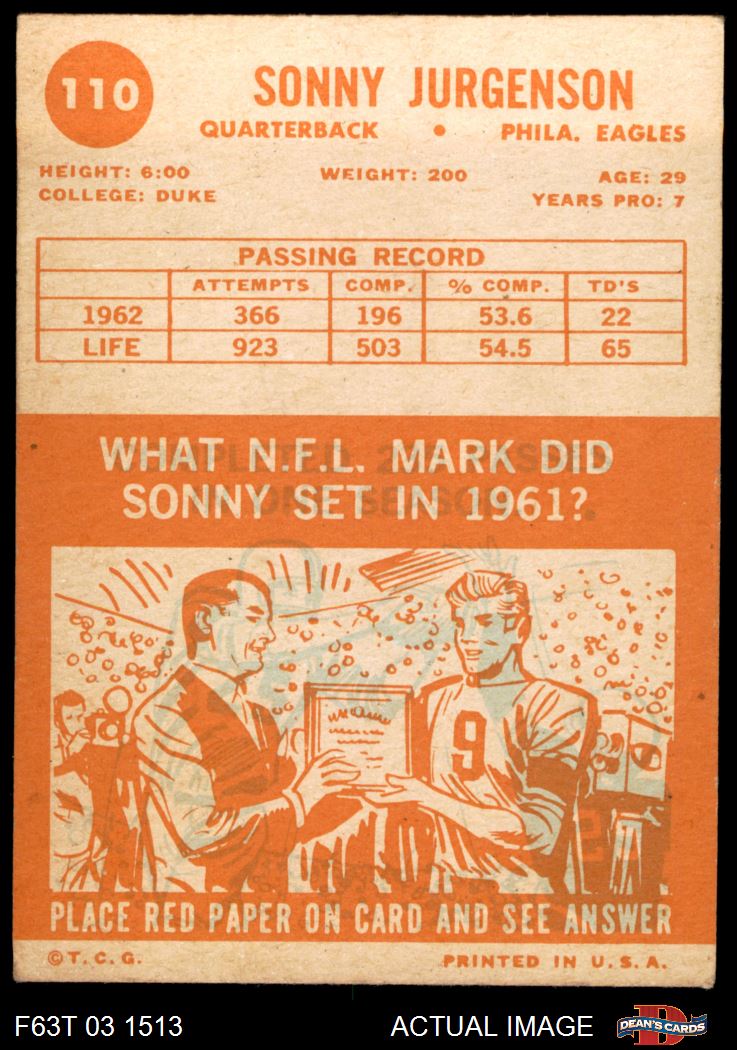 110
SONNY JURGENSON
QUARTERBACK • PHILA. EAGLES
HEIGHT: 6:00 WEIGHT: 200 AGE: 29
COLLEGE: DUKE YEARS PRO: 7
PASSING RECORD
ATTEMPTS COMP. % COMP. TD'S
1962 366 196 53.6 22
LIFE 923 503 54.5 65
WHAT N.F.L. MARK DID
SONNY SET IN 1961?
9
PLACE RED PAPER ON CARD AND SEE ANSWER
© T.C.G. PRINTED IN U.S.A.
F63T 03 1513 ACTUAL IMAGE DEAN'S CARDS